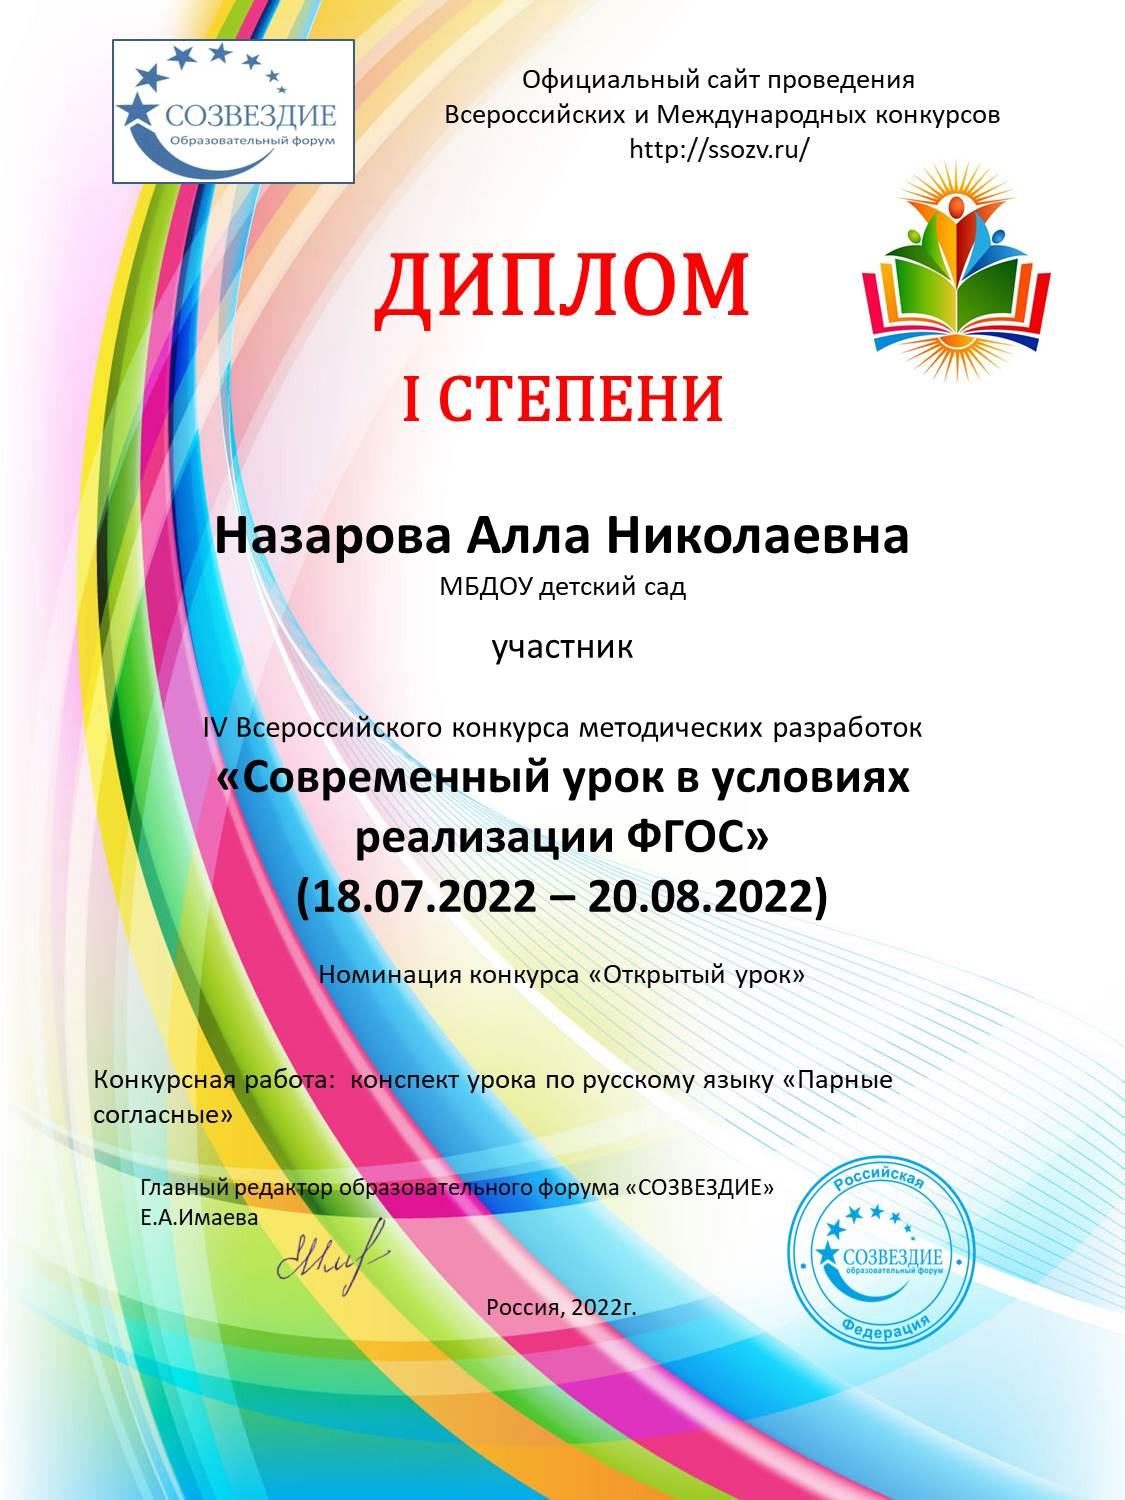 СОЗВЕЗДИЕ
Образовательный форум
Официальный сайт проведения
Всероссийских и Международных конкурсов
http://ssozv.ru/
ДИПЛОМ
I СТЕПЕНИ
Назарова Алла Николаевна
МБДОУ детский сад
участник
IV Всероссийского конкурса методических разработок
«Современный урок в условиях
реализации ФГОС»
(18.07.2022 – 20.08.2022)
Номинация конкурса «Открытый урок»
Конкурсная работа:  конспект урока по русскому языку «Парные
согласные»
Главный редактор образовательного форума «СОЗВЕЗДИЕ»
Е.А.Имаева
Российская
СОЗВЕЗДИЕ
образовательный форум
Федерация
Россия, 2022г.